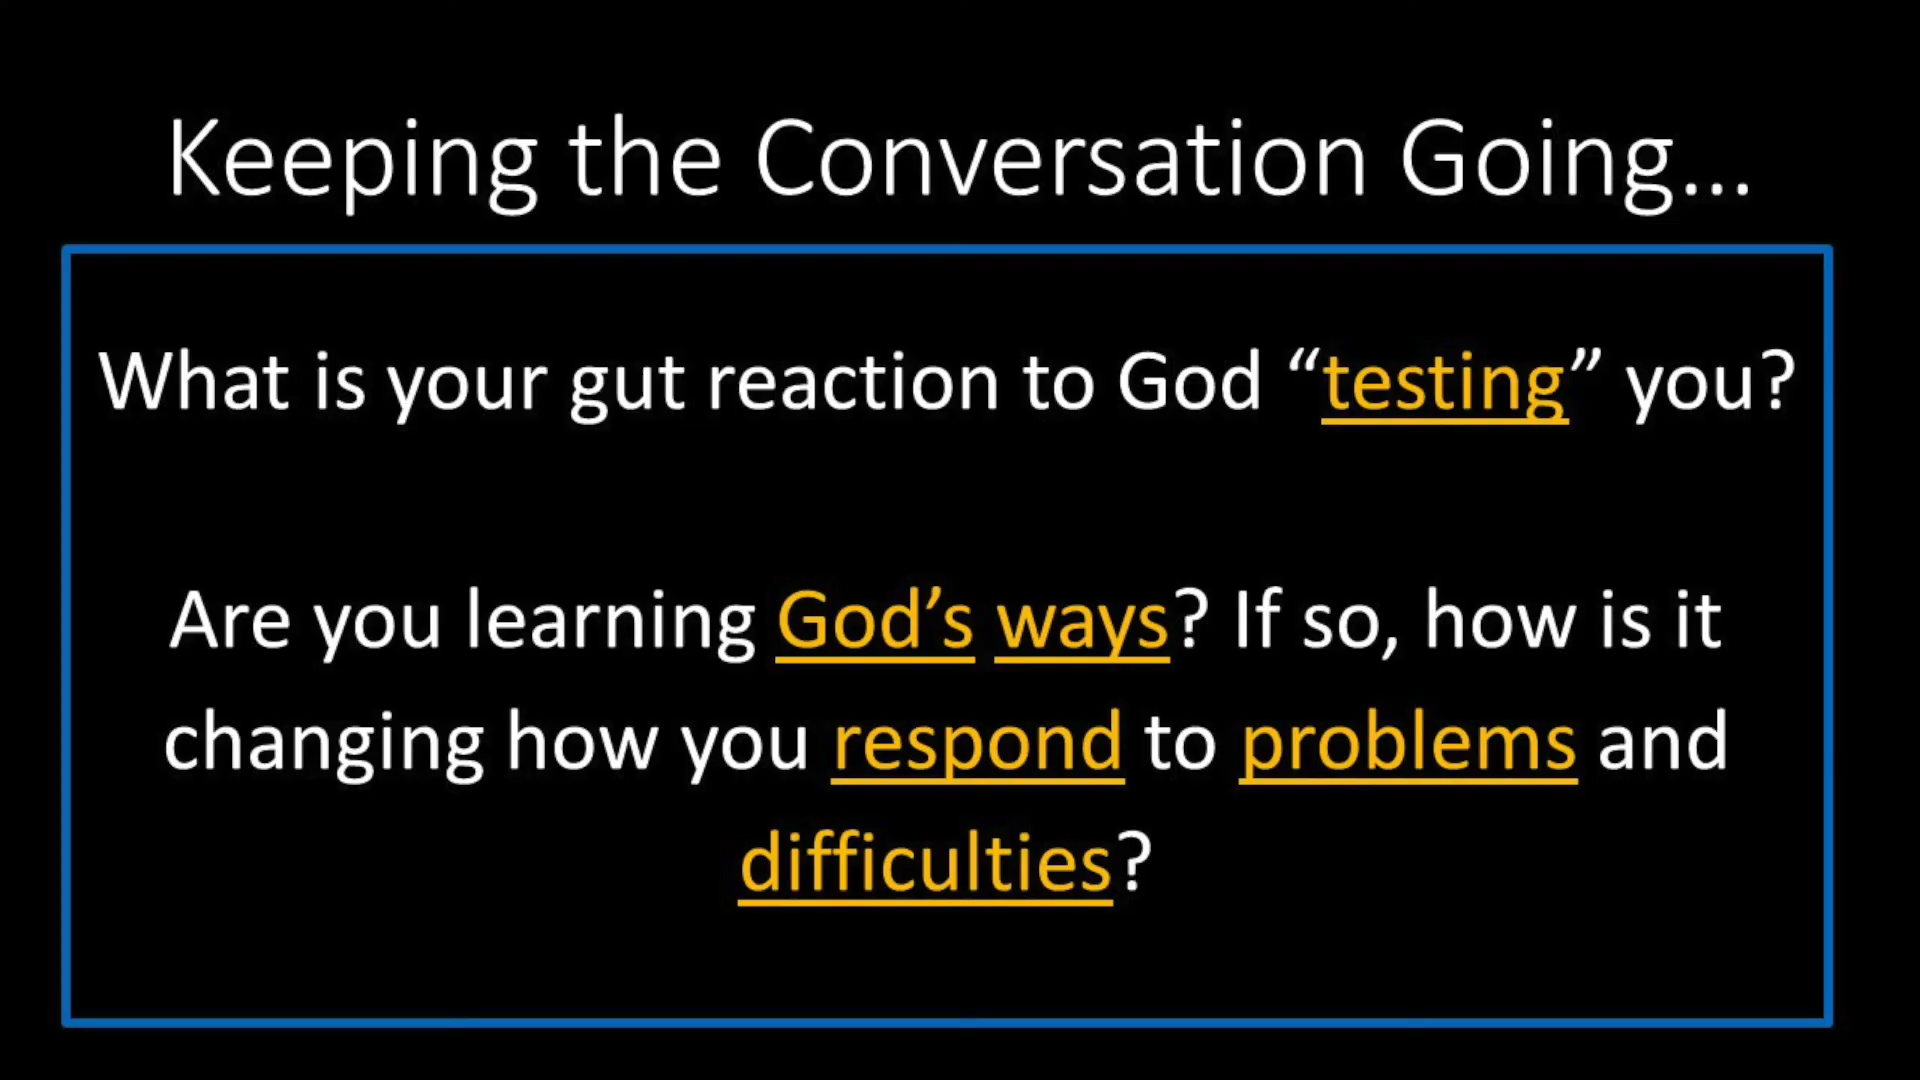 Keeping the Conversation Going...
What is your gut reaction to God “testing” you?
Are you learning God’s ways? If so, how is it
changing how you respond to problems and
difficulties?